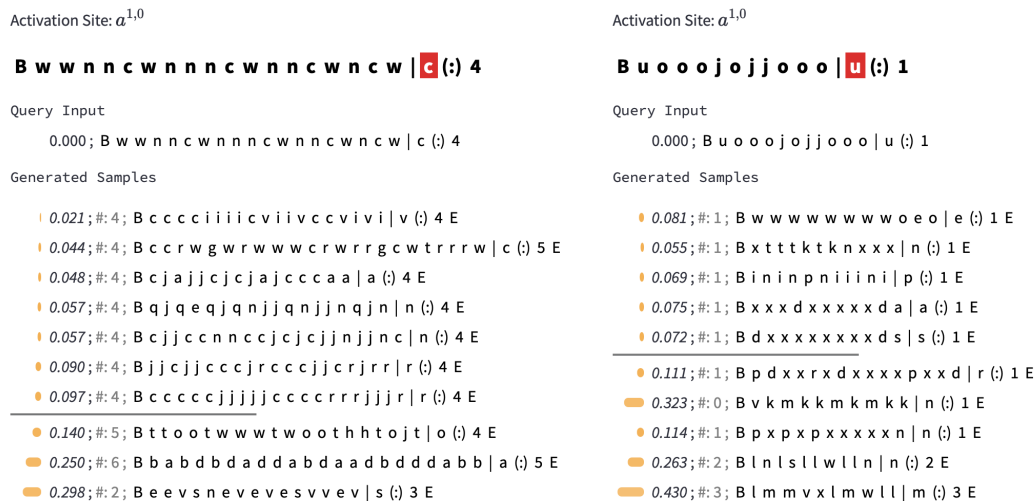 Activation Site: a^{1,0}
B w w n n c w n n n c w n n c w n c w | c (:) 4
Query Input
0.000; B w w n n c w n n n c w n n c w n c w | c (:) 4
Generated Samples
0.021; #: 4; B c c c c i i i i c v i i v c c v i v i | v (:) 4 E
0.044; #: 4; B c c r w g w r w w w c r w r r g c w t r r r w | c (:) 5 E
0.048; #: 4; B c j a j j c j c j a j c c c a a | a (:) 4 E
0.057; #: 4; B q j q e q j q n j j q n j j n q j n | n (:) 4 E
0.057; #: 4; B c j j c c n n c c j c j c j j n j j n c | n (:) 4 E
0.090; #: 4; B j j c j j c c c j r c c c j j c r j r r | r (:) 4 E
0.097; #: 4; B c c c c c j j j j j c c c c r r r j j j r | r (:) 4 E
0.140; #: 5; B t t o o t w w w t w o o t h h t o j t | o (:) 4 E
0.250; #: 6; B b a b d b d a d d a b d a a d b d d d a b b | a (:) 5 E
0.298; #: 2; B e e v s n e v e v e s v v e v | s (:) 3 E
Activation Site: a^{1,0}
B u o o o j o j j o o o | u (:) 1
Query Input
0.000; B u o o o j o j j o o o | u (:) 1
Generated Samples
0.081; #: 1; B w w w w w w w w o e o | e (:) 1 E
0.055; #: 1; B x t t t k t k n x x x | n (:) 1 E
0.069; #: 1; B i n i n p n i i i n i | p (:) 1 E
0.075; #: 1; B x x x d x x x x x d a | a (:) 1 E
0.072; #: 1; B d x x x x x x x x d s | s (:) 1 E
0.111; #: 1; B p d x x r x d x x x x p x x d | r (:) 1 E
0.323; #: 0; B v k m k k m k m k k | n (:) 1 E
0.114; #: 1; B p x p x p x x x x x n | n (:) 1 E
0.263; #: 2; B l n l s l l w l l n | n (:) 2 E
0.430; #: 3; B l m m v x l m w l l | m (:) 3 E